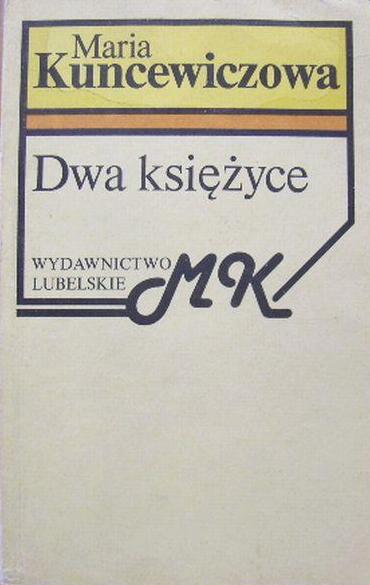 Maria
Kuncewiczowa
Dwa księżyce
WYDAWNICTWO
LUBELSKIE
MK